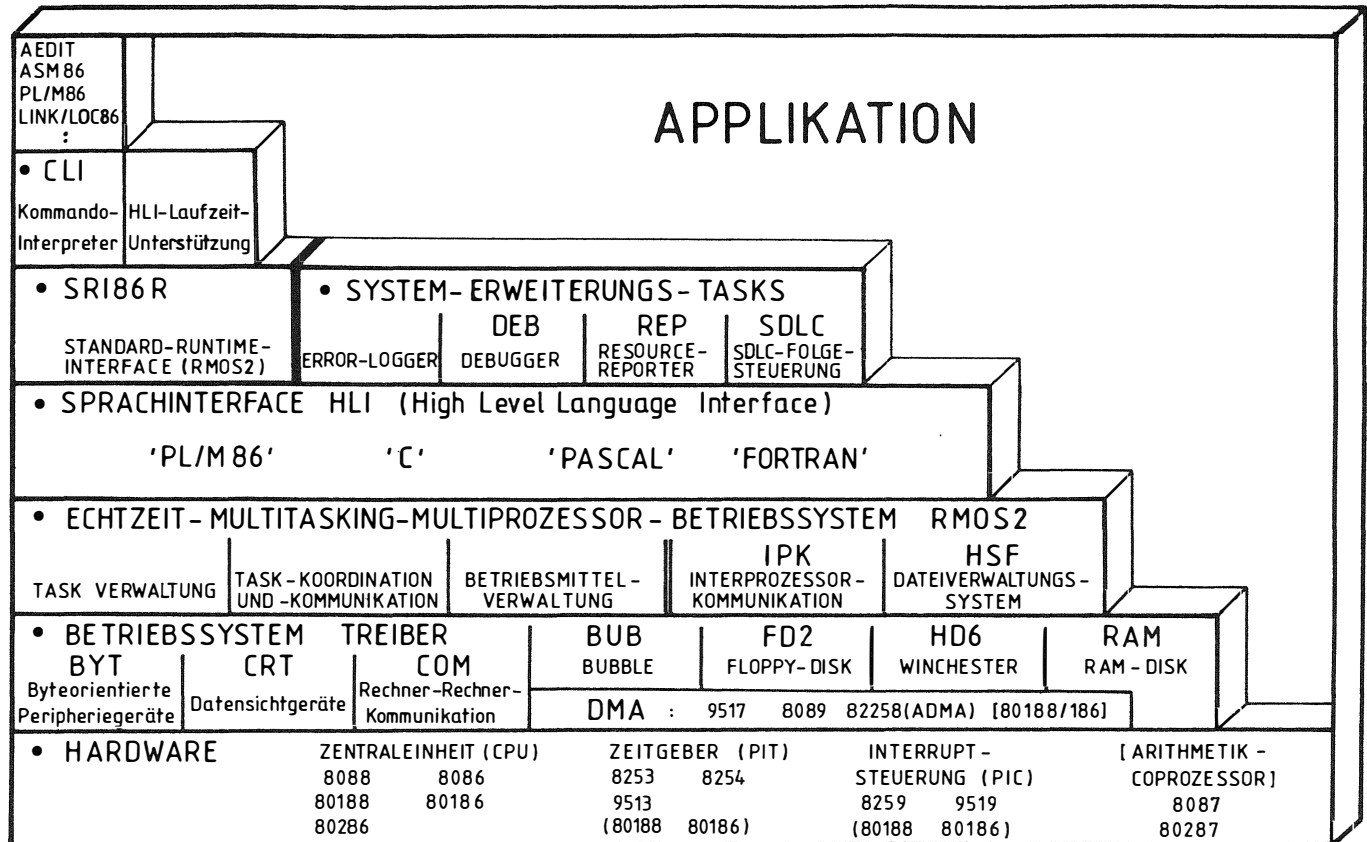 AEDIT
ASM86
PL/M86
LINK/LOC86
:
APPLIKATION
• CLI
Kommando-
Interpreter
HLI-Laufzeit-
Unterstützung
• SRI86R
STANDARD-RUNTIME-
INTERFACE (RMOS2)
• SYSTEM-ERWEITERUNGS-TASKS
ERROR-LOGGER
DEB
DEBUGGER
REP
RESOURCE-
REPORTER
SDLC
SDLC-FOLGE-
STEUERUNG
• SPRACHINTERFACE HLI (High Level Language Interface)
'PL/M 86' 'C' 'PASCAL' 'FORTRAN'
• ECHTZEIT-MULTITASKING-MULTIPROZESSOR-BETRIEBSSYSTEM RMOS2
TASK VERWALTUNG
TASK-KOORDINATION
UND -KOMMUNIKATION
BETRIEBSMITTEL-
VERWALTUNG
IPK
INTERPROZESSOR-
KOMMUNIKATION
HSF
DATEIVERWALTUNGS-
SYSTEM
• BETRIEBSSYSTEM TREIBER
BYT
Byteorientierte
Peripheriegeräte
CRT
Datensichtgeräte
COM
Rechner-Rechner-
Kommunikation
BUB
BUBBLE
FD2
FLOPPY-DISK
HD6
WINCHESTER
RAM
RAM-DISK
DMA : 9517 8089 82258(ADMA) [80188/186]
• HARDWARE
ZENTRALEINHEIT (CPU)
8088 8086
80188 80186
80286
ZEITGEBER (PIT)
8253 8254
9513
(80188 80186)
INTERRUPT-
STEUERUNG (PIC)
8259 9519
(80188 80186)
[ARITHMETIK-
COPROZESSOR]
8087
80287